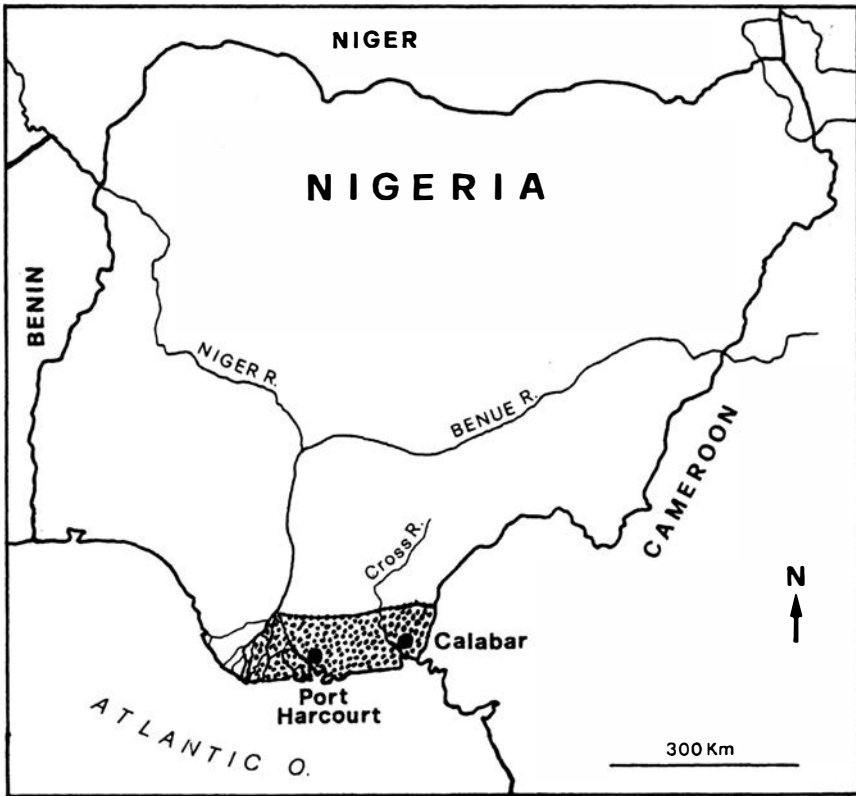 NIGER
NIGERIA
BENIN
NIGER R.
BENUE R.
CAMEROON
Cross R.
N
Calabar
Port
Harcourt
ATLANTIC O.
300 Km